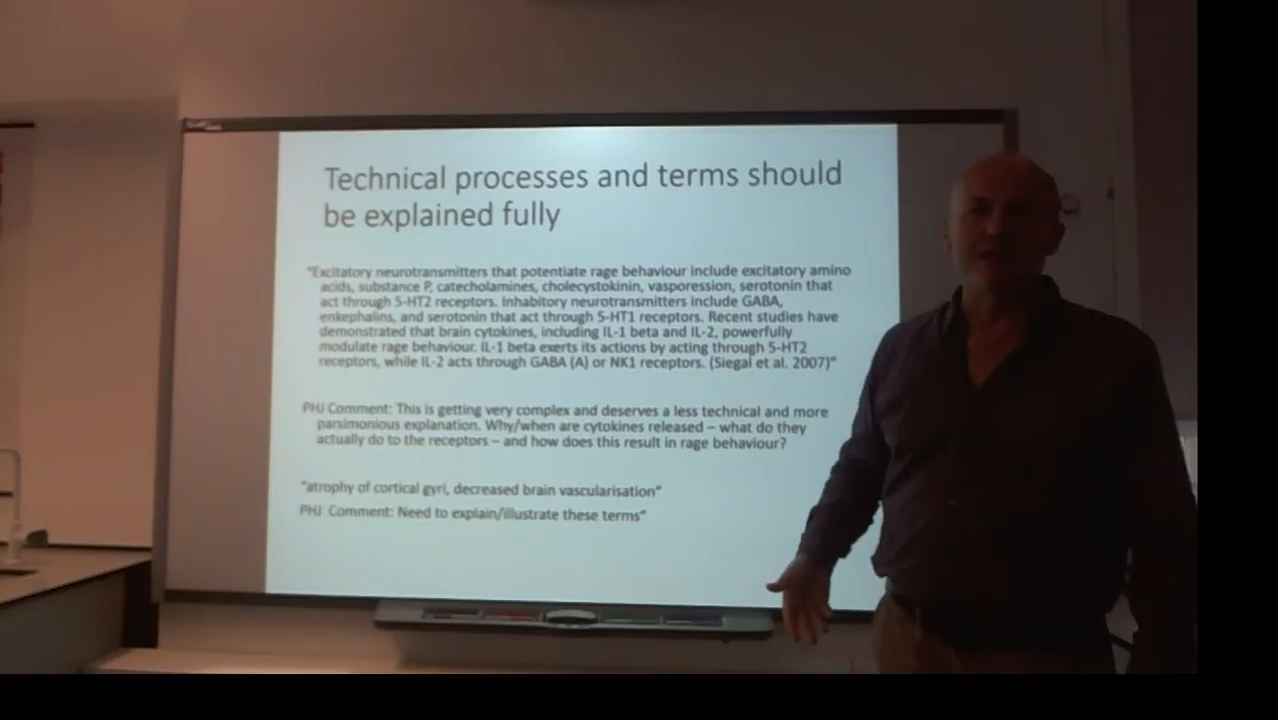 Technical processes and terms should
be explained fully
"Excitatory neurotransmitters that potentiate rage behaviour include excitatory amino
acids, substance P, catecholamines, cholecystokinin, vasporession, serotonin that
act through 5-HT2 receptors. Inhabitory neurotransmitters include GABA,
enkephalins, and serotonin that act through 5-HT1 receptors. Recent studies have
demonstrated that brain cytokines, including IL-1 beta and IL-2, powerfully
modulate rage behaviour. IL-1 beta exerts its actions by acting through 5-HT2
receptors, while IL-2 acts through GABA (A) or NK1 receptors. (Siegal et al. 2007)"
PHJ Comment: This is getting very complex and deserves a less technical and more
parsimonious explanation. Why/when are cytokines released – what do they
actually do to the receptors – and how does this result in rage behaviour?
"atrophy of cortical gyri, decreased brain vascularisation"
PHJ Comment: Need to explain/illustrate these terms"